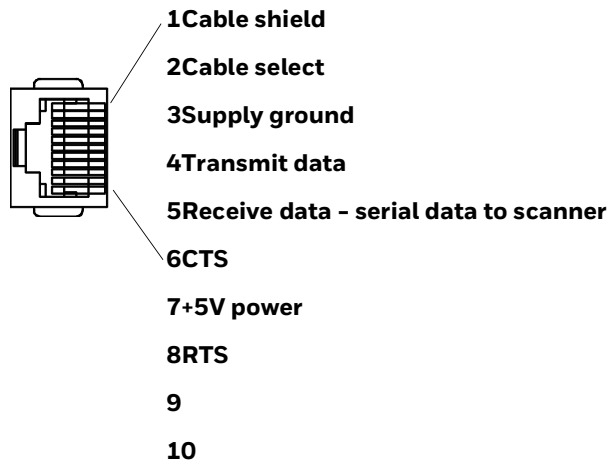 1Cable shield
2Cable select
3Supply ground
4Transmit data
5Receive data - serial data to scanner
6CTS
7+5V power
8RTS
9
10